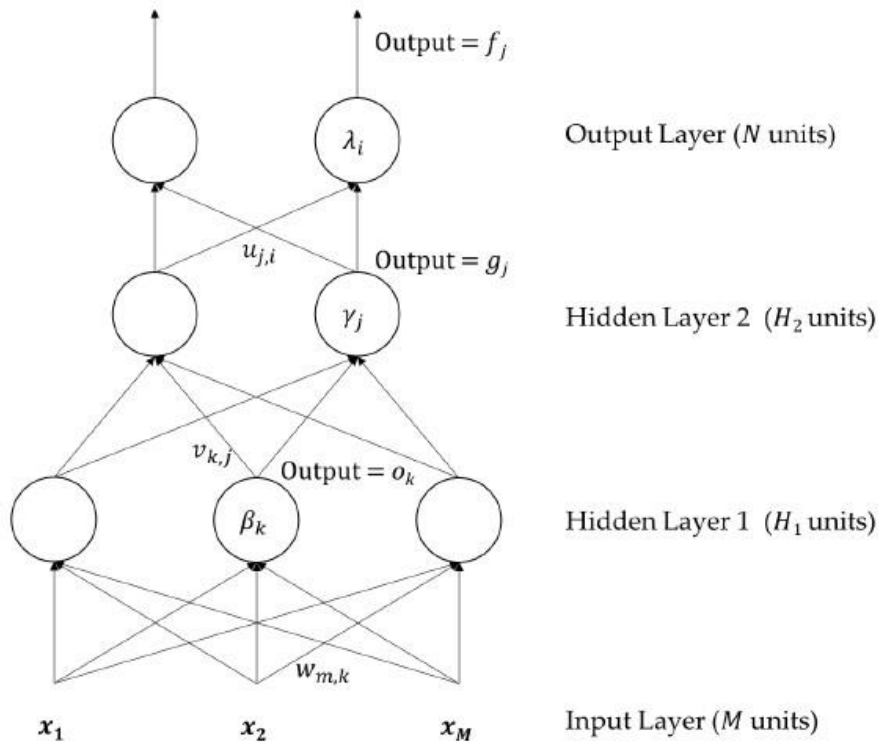 Output = f_j
λ_i
Output Layer (N units)
u_{j,i}
Output = g_j
γ_j
Hidden Layer 2 (H_2 units)
v_{k,j}
Output = o_k
β_k
Hidden Layer 1 (H_1 units)
w_{m,k}
x_1 x_2 x_M
Input Layer (M units)